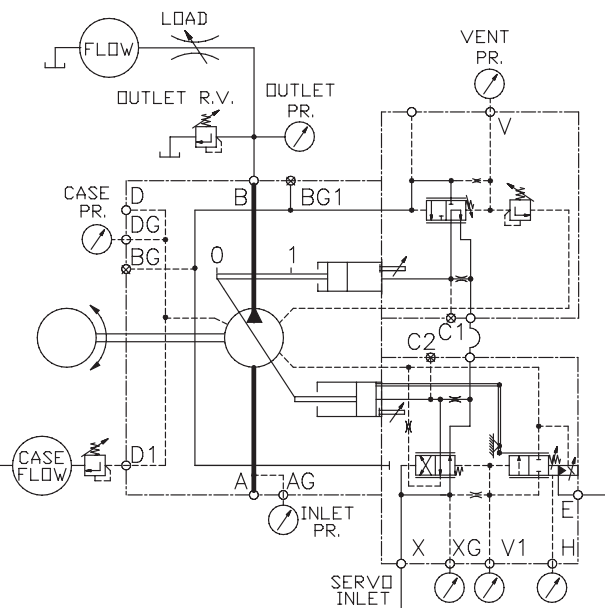 LOAD
FLOW
VENT
PR.
OUTLET R.V.
OUTLET
PR.
V
CASE
PR.
D
B
BG1
DG
BG
0
1
C1
C2
CASE
FLOW
D1
A
AG
INLET
PR.
E
X
XG
V1
H
SERVO
INLET